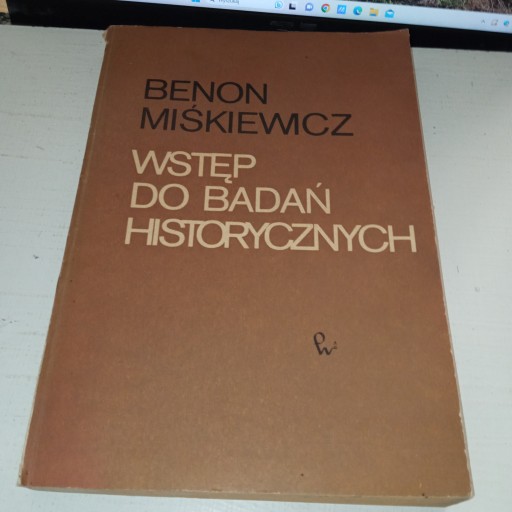 BENON
MIŚKIEWICZ
WSTĘP
DO BADAŃ
HISTORYCZNYCH